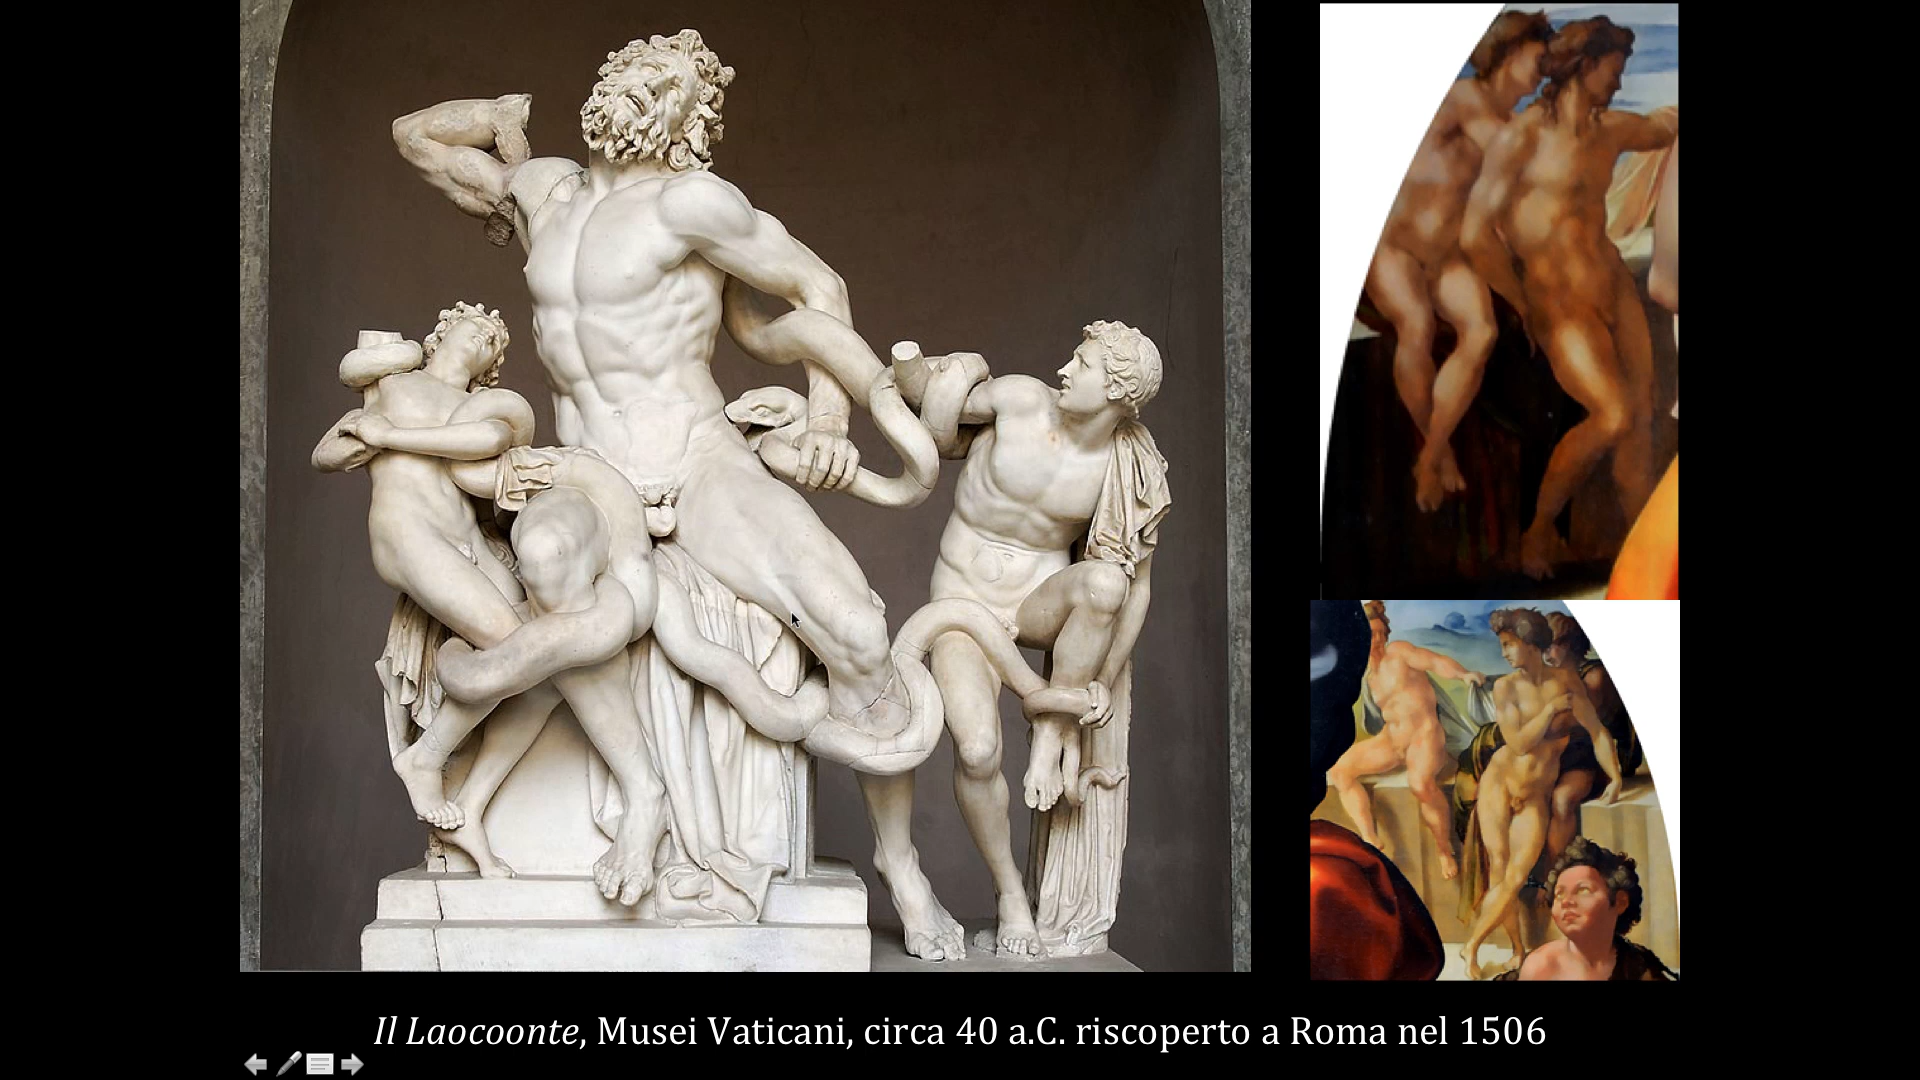 Il Laocoonte, Musei Vaticani, circa 40 a.C. riscoperto a Roma nel 1506